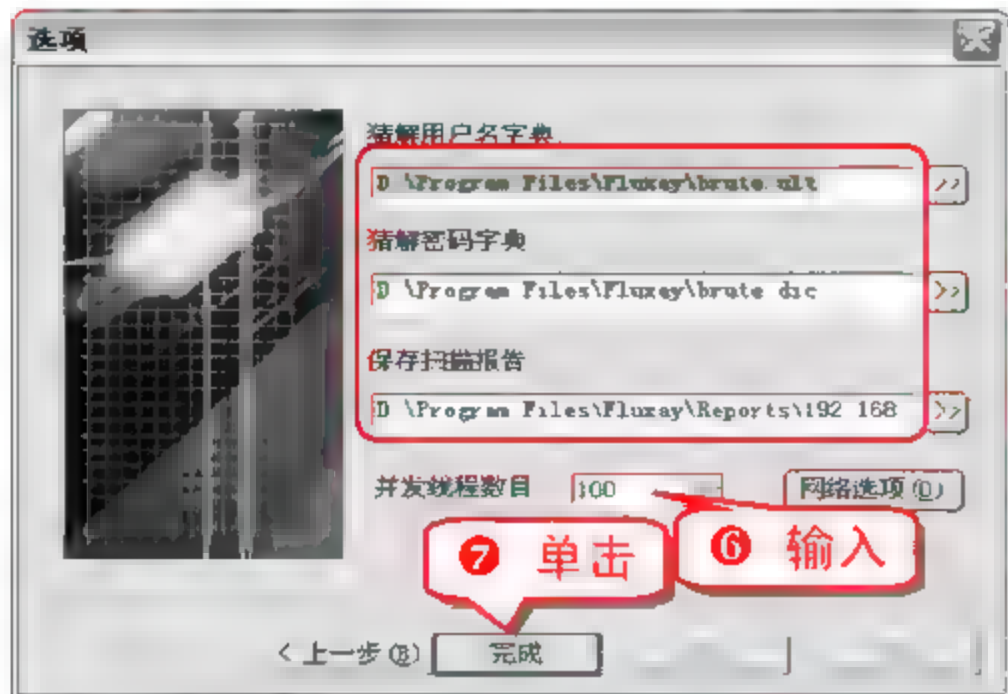 选项
猜解用户名字典
D \Program Files\Fluxay\brute ult
>>
猜解密码字典
D \Program Files\Fluxay\brute dic
>>
保存扫描报告
D \Program Files\Fluxay\Reports\192 168
>>
并发线程数目 100 网络选项(O)
❼ 单击 ❻ 输入
<上一步(B) 完成